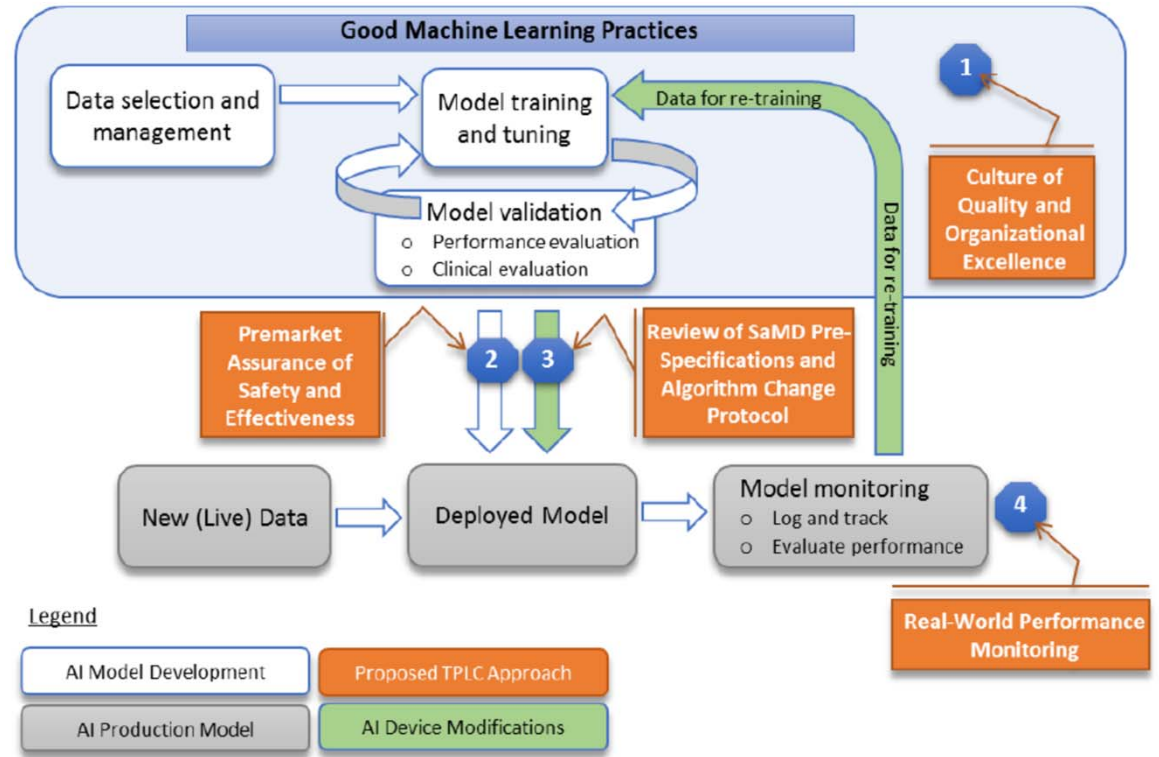 Good Machine Learning Practices
Data selection and
management
Model training
and tuning
Data for re-training
1
Model validation
o Performance evaluation
o Clinical evaluation
Data for re-training
Culture of
Quality and
Organizational
Excellence
Premarket
Assurance of
Safety and
Effectiveness
2
3
Review of SaMD Pre-
Specifications and
Algorithm Change
Protocol
New (Live) Data
Deployed Model
Model monitoring
o Log and track
o Evaluate performance
4
Real-World Performance
Monitoring
Legend
AI Model Development
Proposed TPLC Approach
AI Production Model
AI Device Modifications